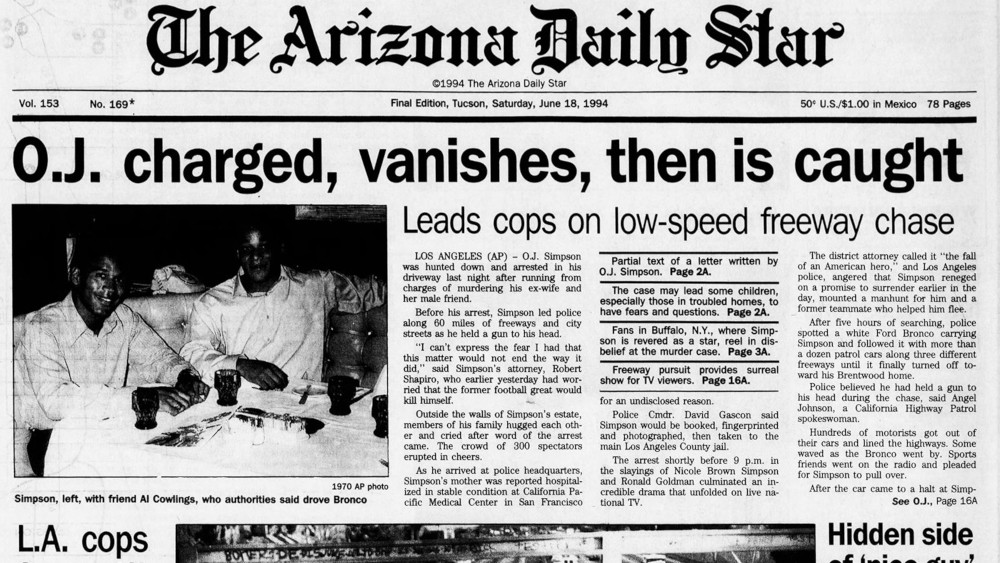 The Arizona Daily Star
©1994 The Arizona Daily Star
Vol. 153 No. 169* Final Edition, Tucson, Saturday, June 18, 1994 50¢ U.S./$1.00 in Mexico 78 Pages
O.J. charged, vanishes, then is caught
Leads cops on low-speed freeway chase
1970 AP photo
Simpson, left, with friend Al Cowlings, who authorities said drove Bronco
LOS ANGELES (AP) – O.J. Simpson
was hunted down and arrested in his
driveway last night after running from
charges of murdering his ex-wife and
her male friend.
Before his arrest, Simpson led police
along 60 miles of freeways and city
streets as he held a gun to his head.
"I can't express the fear I had that
this matter would not end the way it
did," said Simpson's attorney, Robert
Shapiro, who earlier yesterday had wor-
ried that the former football great would
kill himself.
Outside the walls of Simpson's estate,
members of his family hugged each oth-
er and cried after word of the arrest
came. The crowd of 300 spectators
erupted in cheers.
As he arrived at police headquarters,
Simpson's mother was reported hospital-
ized in stable condition at California Pa-
cific Medical Center in San Francisco
Partial text of a letter written by
O.J. Simpson. Page 2A.
The case may lead some children,
especially those in troubled homes, to
have fears and questions. Page 2A.
Fans in Buffalo, N.Y., where Simp-
son is revered as a star, reel in dis-
belief at the murder case. Page 3A.
Freeway pursuit provides surreal
show for TV viewers. Page 16A.
for an undisclosed reason.
Police Cmdr. David Gascon said
Simpson would be booked, fingerprinted
and photographed, then taken to the
main Los Angeles County jail.
The arrest shortly before 9 p.m. in
the slayings of Nicole Brown Simpson
and Ronald Goldman culminated an in-
credible drama that unfolded on live na-
tional TV.
The district attorney called it "the fall
of an American hero," and Los Angeles
police, angered that Simpson reneged
on a promise to surrender earlier in the
day, mounted a manhunt for him and a
former teammate who helped him flee.
After five hours of searching, police
spotted a white Ford Bronco carrying
Simpson and followed it with more than
a dozen patrol cars along three different
freeways until it finally turned off to-
ward his Brentwood home.
Police believed he had held a gun to
his head during the chase, said Angel
Johnson, a California Highway Patrol
spokeswoman.
Hundreds of motorists got out of
their cars and lined the highways. Some
waved as the Bronco went by. Sports
friends went on the radio and pleaded
for Simpson to pull over.
After the car came to a halt at Simp-
See O.J., Page 16A
L.A. cops
Hidden side
of 'nice guy'